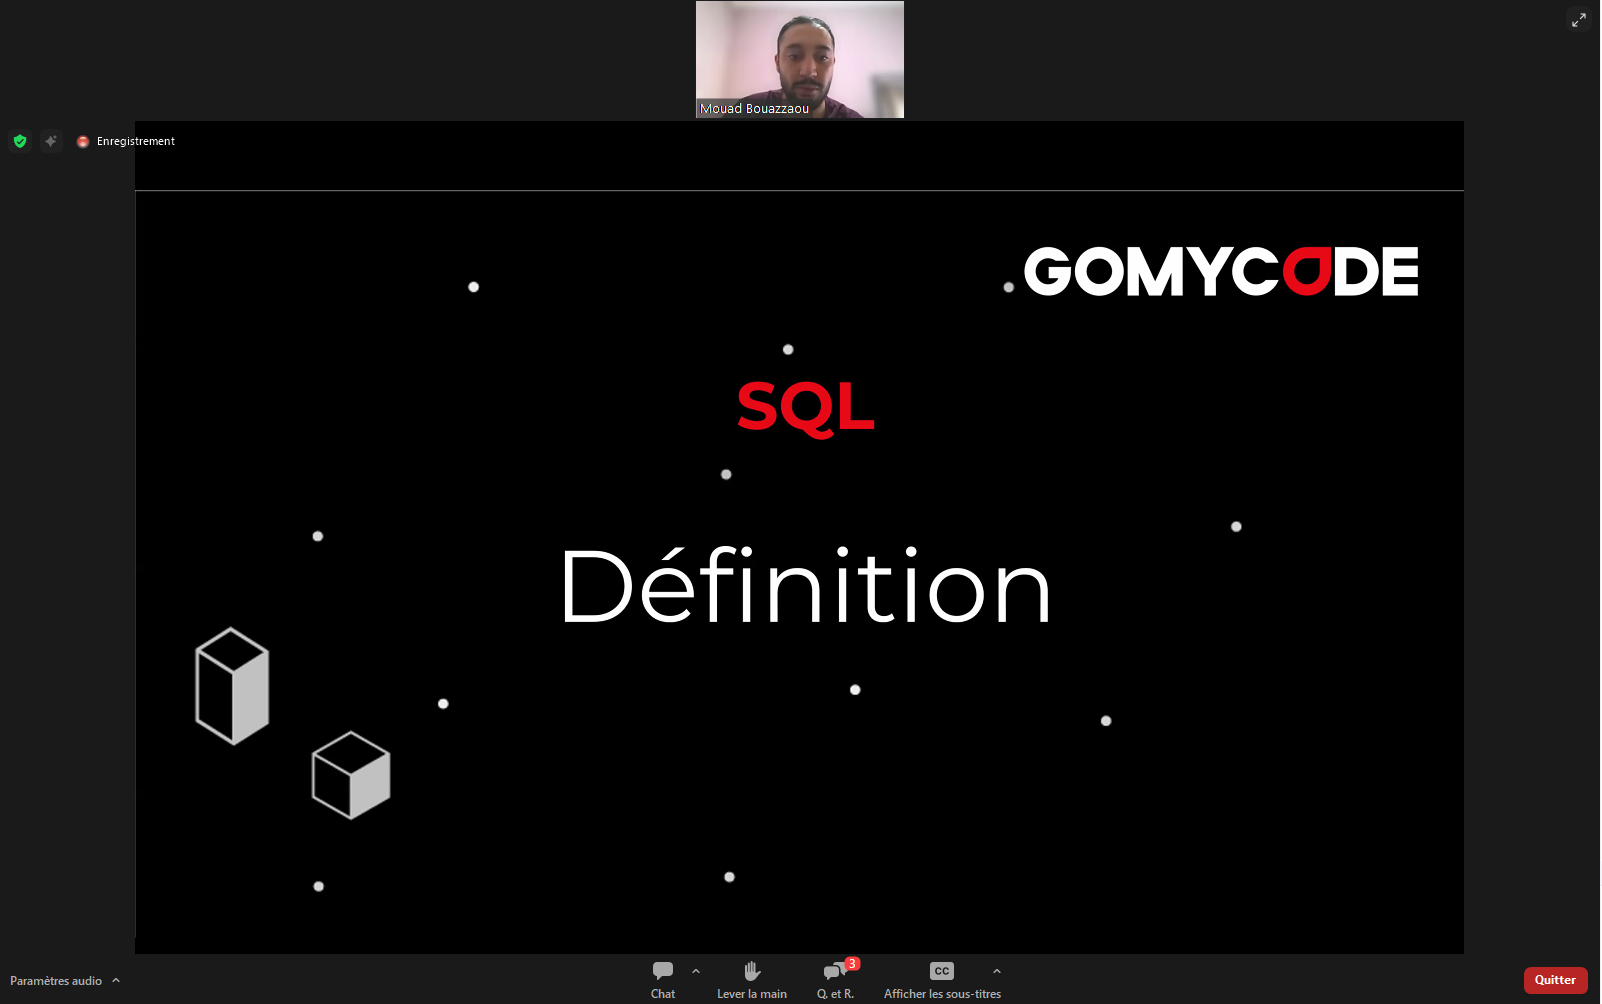 Mouad Bouazzaou
Enregistrement
GOMYCODE
SQL
Définition
Paramètres audio
Chat
Lever la main
3
Q. et R.
CC
Afficher les sous-titres
Quitter